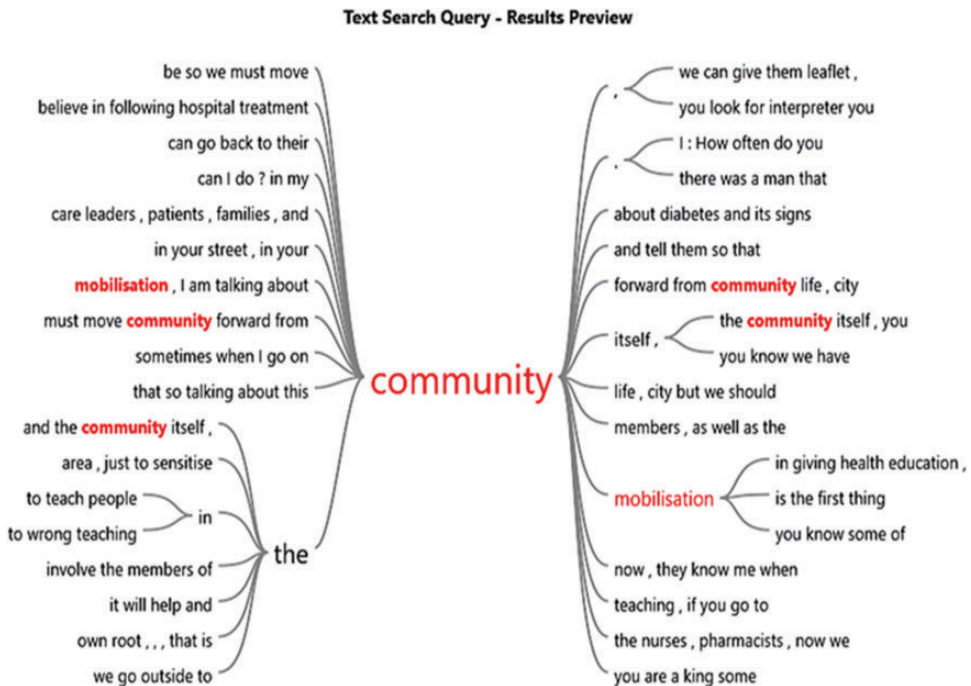 Text Search Query - Results Preview
be so we must move
believe in following hospital treatment
can go back to their
can I do ? in my
care leaders , patients , families , and
in your street , in your
mobilisation , I am talking about
must move community forward from
sometimes when I go on
that so talking about this
and the community itself ,
area , just to sensitise
to teach people
to wrong teaching
in
involve the members of
it will help and
own root , , , that is
we go outside to
the
community
,
we can give them leaflet ,
you look for interpreter you
.
I : How often do you
there was a man that
about diabetes and its signs
and tell them so that
forward from community life , city
itself ,
the community itself , you
you know we have
life , city but we should
members , as well as the
mobilisation
in giving health education ,
is the first thing
you know some of
now , they know me when
teaching , if you go to
the nurses , pharmacists , now we
you are a king some